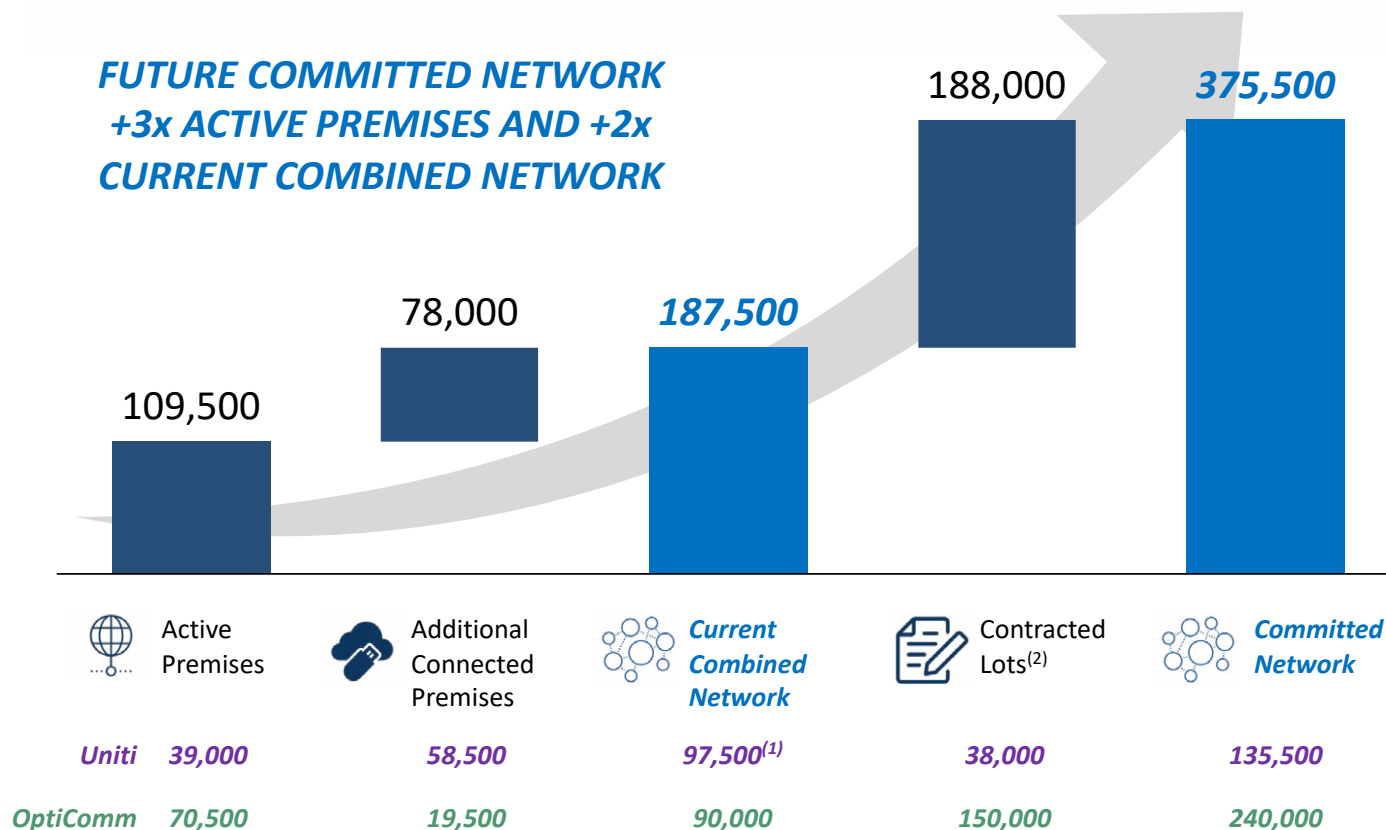 FUTURE COMMITTED NETWORK
+3x ACTIVE PREMISES AND +2x
CURRENT COMBINED NETWORK
109,500
78,000
187,500
188,000
375,500
Active
Premises
Additional
Connected
Premises
Current
Combined
Network
Contracted
Lots(2)
Committed
Network
Uniti 39,000 58,500 97,500(1) 38,000 135,500
OptiComm 70,500 19,500 90,000 150,000 240,000